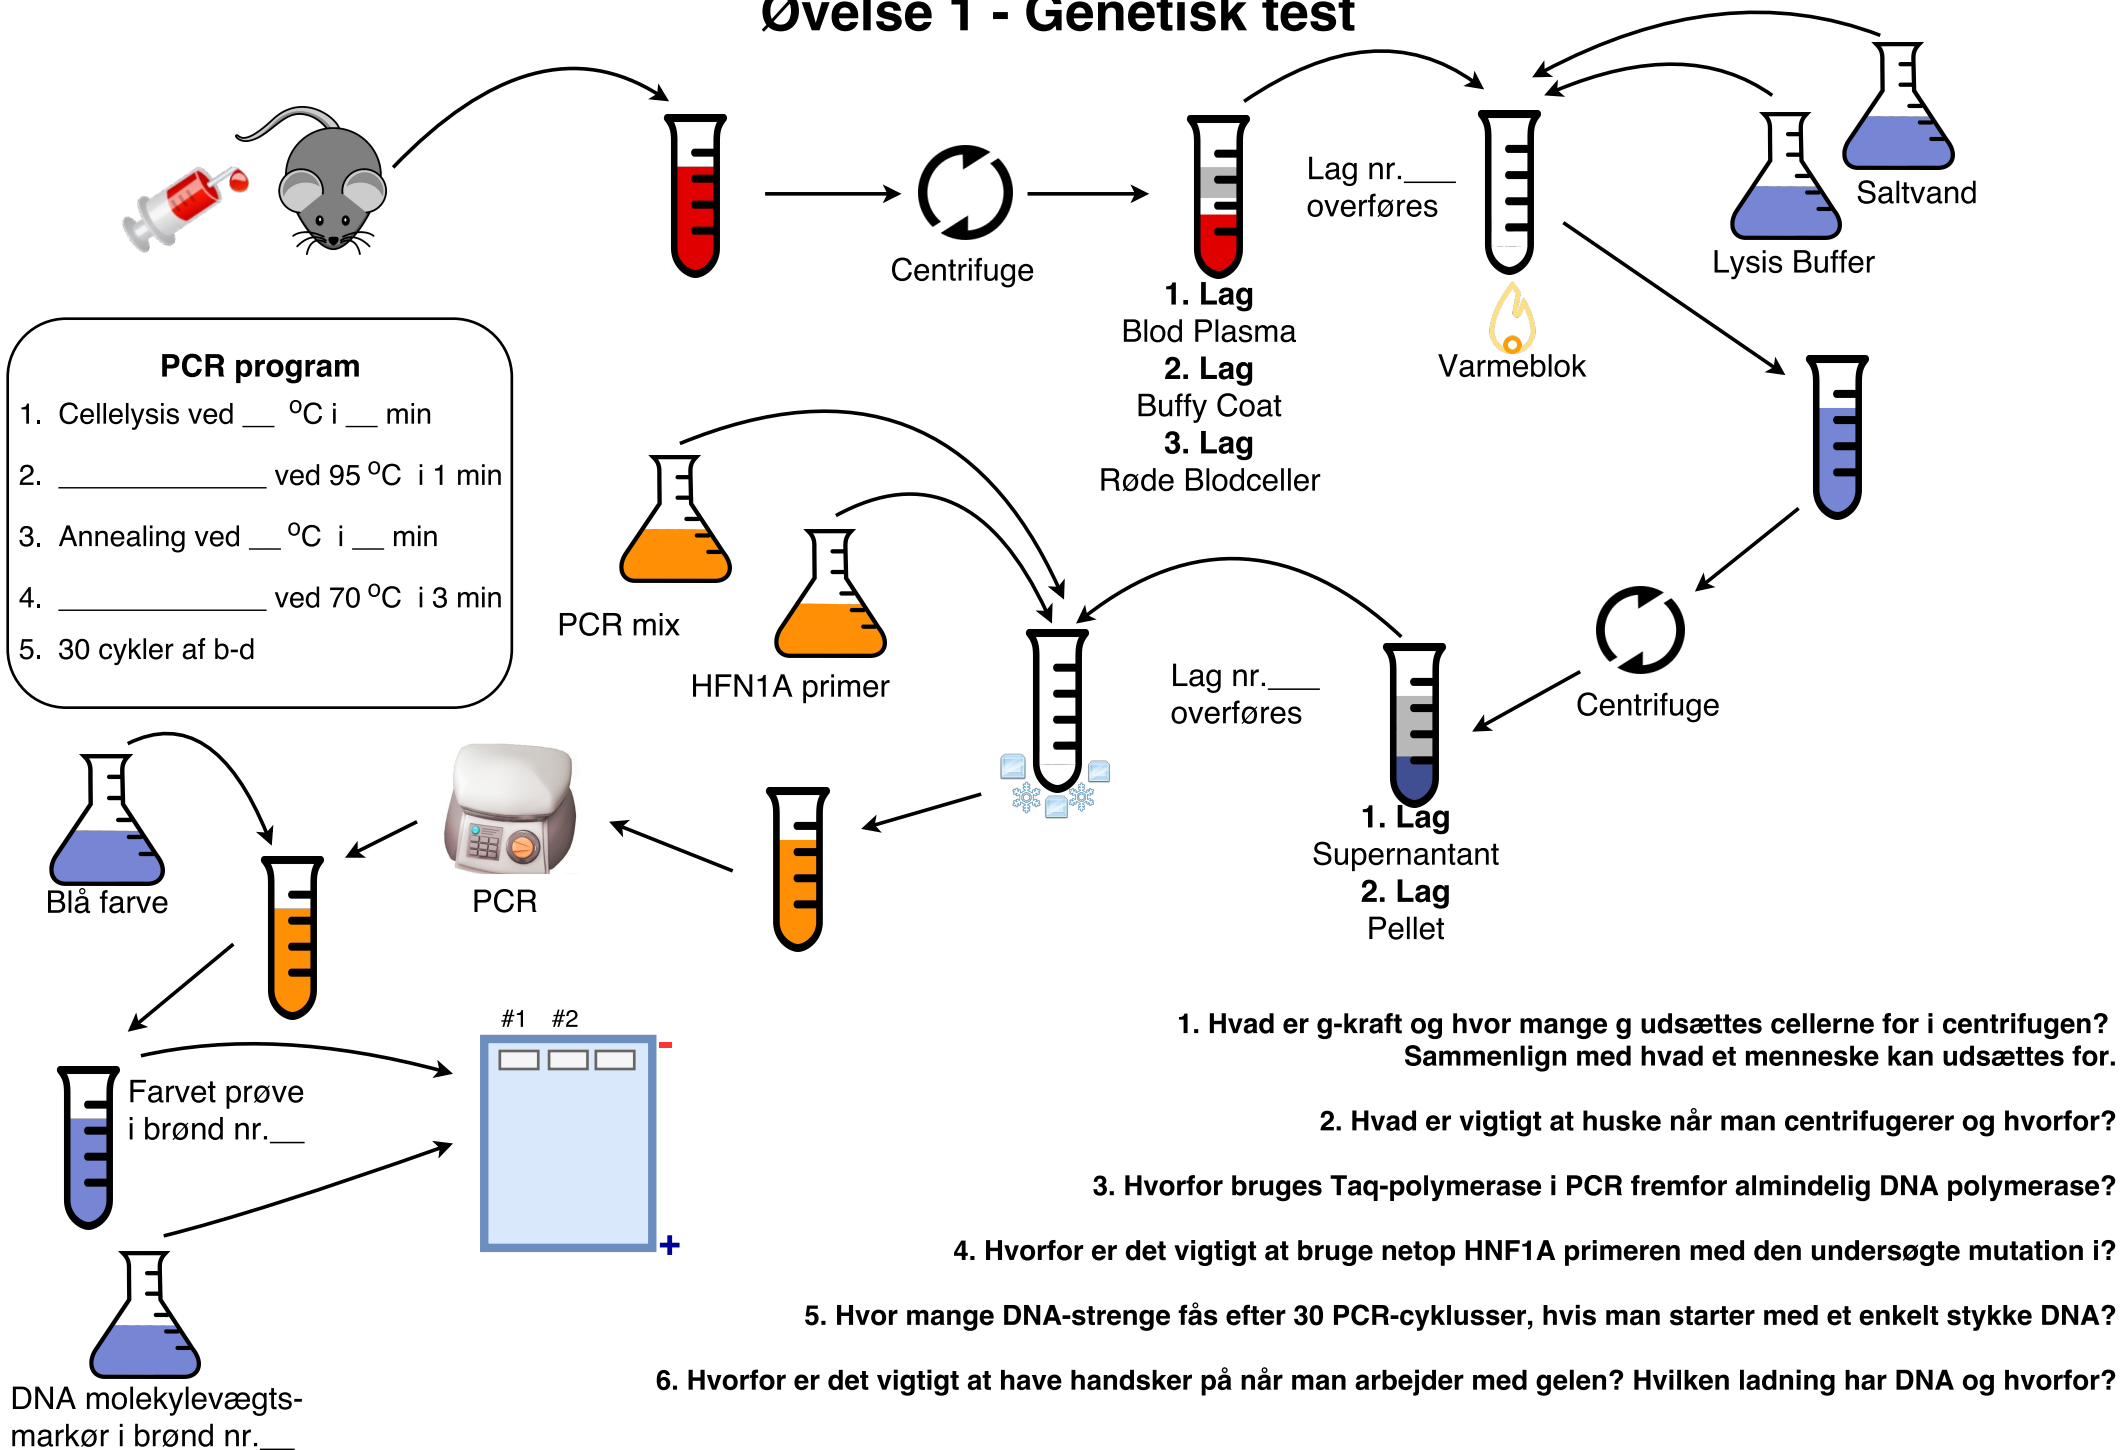 Øvelse 1 - Genetisk test
Saltvand
Lysis Buffer
Lag nr.___
overføres
Centrifuge
1. Lag
Blod Plasma
2. Lag
Buffy Coat
3. Lag
Røde Blodceller
Varmeblok
PCR program
1. Cellelysis ved __ ºC i __ min
2. _____________ ved 95 ºC i 1 min
3. Annealing ved __ ºC i __ min
4. _____________ ved 70 ºC i 3 min
5. 30 cykler af b-d
PCR mix
HFN1A primer
Lag nr.___
overføres
Centrifuge
1. Lag
Supernantant
2. Lag
Pellet
Blå farve
PCR
#1 #2
-
+
Farvet prøve
i brønd nr.__
DNA molekylevægts-
markør i brønd nr.__
1. Hvad er g-kraft og hvor mange g udsættes cellerne for i centrifugen?
Sammenlign med hvad et menneske kan udsættes for.
2. Hvad er vigtigt at huske når man centrifugerer og hvorfor?
3. Hvorfor bruges Taq-polymerase i PCR fremfor almindelig DNA polymerase?
4. Hvorfor er det vigtigt at bruge netop HNF1A primeren med den undersøgte mutation i?
5. Hvor mange DNA-strenge fås efter 30 PCR-cyklusser, hvis man starter med et enkelt stykke DNA?
6. Hvorfor er det vigtigt at have handsker på når man arbejder med gelen? Hvilken ladning har DNA og hvorfor?